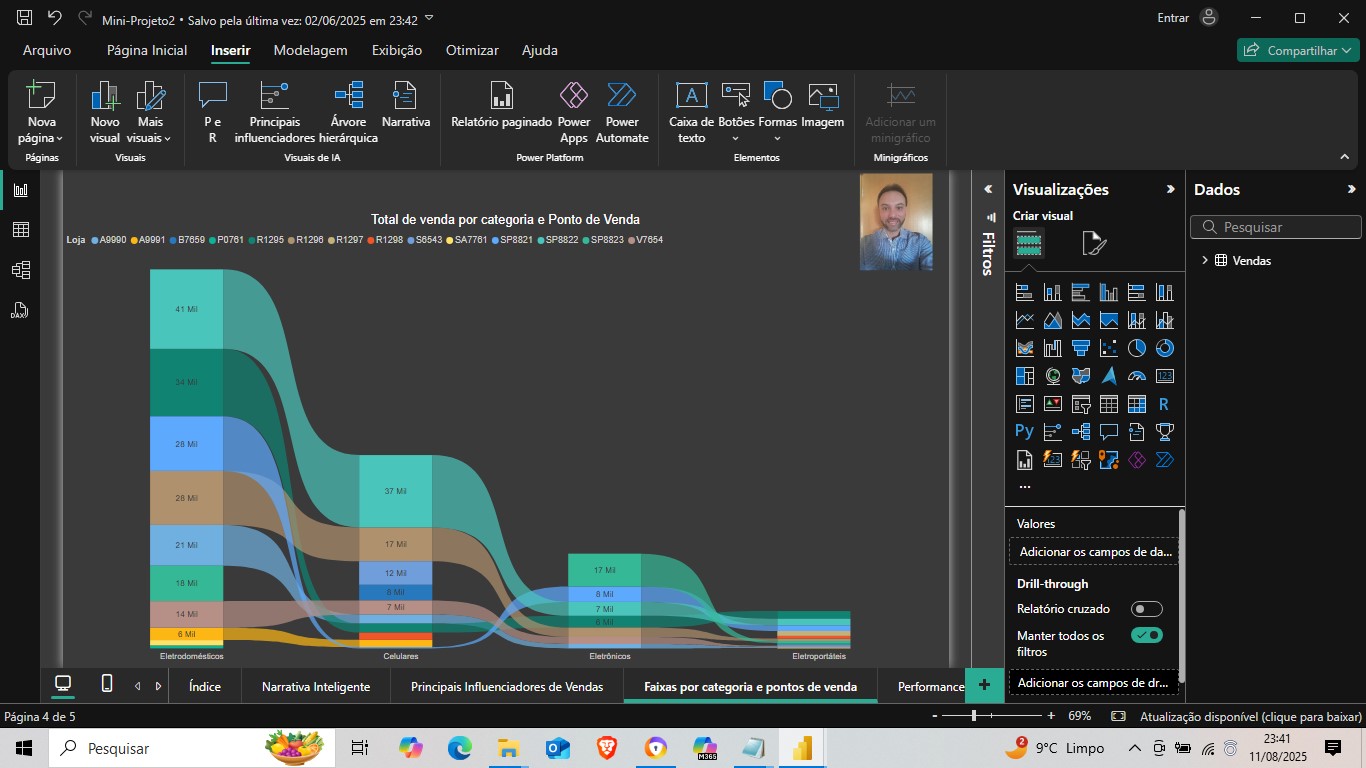 Mini-Projeto2 • Salvo pela última vez: 02/06/2025 em 23:42
Entrar
Arquivo
Página Inicial
Inserir
Modelagem
Exibição
Otimizar
Ajuda
Compartilhar
Nova página
Novo visual
Mais visuais
P e R
Principais influenciadores
Árvore hierárquica
Narrativa
Relatório paginado
Power Apps
Power Automate
Caixa de texto
Botões
Formas
Imagem
Adicionar um minigráfico
Páginas
Visuais
Visuais de IA
Power Platform
Elementos
Minigráficos
Total de venda por categoria e Ponto de Venda
Loja A9990 A9991 B7659 P0761 R1295 R1296 R1297 R1298 S6543 SA7761 SP8821 SP8822 SP8823 V7654
41 Mil
34 Mil
28 Mil
28 Mil
21 Mil
18 Mil
14 Mil
6 Mil
Eletrodomésticos
37 Mil
17 Mil
12 Mil
8 Mil
7 Mil
Celulares
17 Mil
8 Mil
7 Mil
6 Mil
Eletrônicos
Eletroportáteis
Filtros
Visualizações
Criar visual
123
R
Py
123
...
Valores
Adicionar os campos de da...
Drill-through
Relatório cruzado
Manter todos os filtros
Adicionar os campos de dr...
Dados
Pesquisar
Vendas
DAX
Índice
Narrativa Inteligente
Principais Influenciadores de Vendas
Faixas por categoria e pontos de venda
Performance
+
Página 4 de 5
- + 69%
Atualização disponível (clique para baixar)
Pesquisar
M365
2
9°C Limpo
23:41
11/08/2025